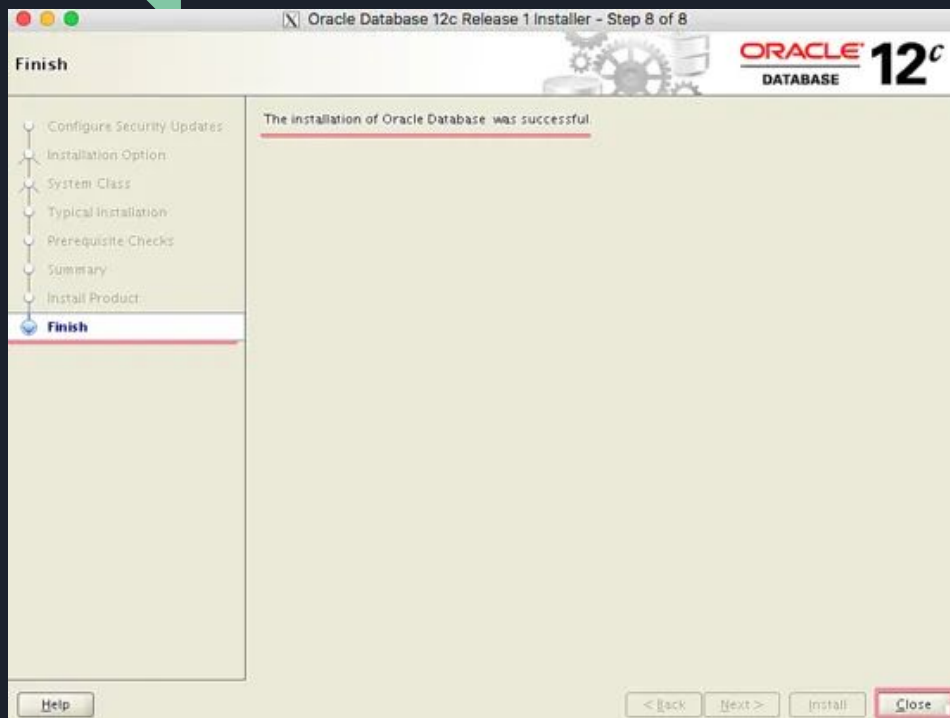 Oracle Database 12c Release 1 Installer - Step 8 of 8
Finish
ORACLE
DATABASE
12c
Configure Security Updates
Installation Option
System Class
Typical Installation
Prerequisite Checks
Summary
Install Product
Finish
The installation of Oracle Database was successful.
Help
< Back
Next >
Install
Close